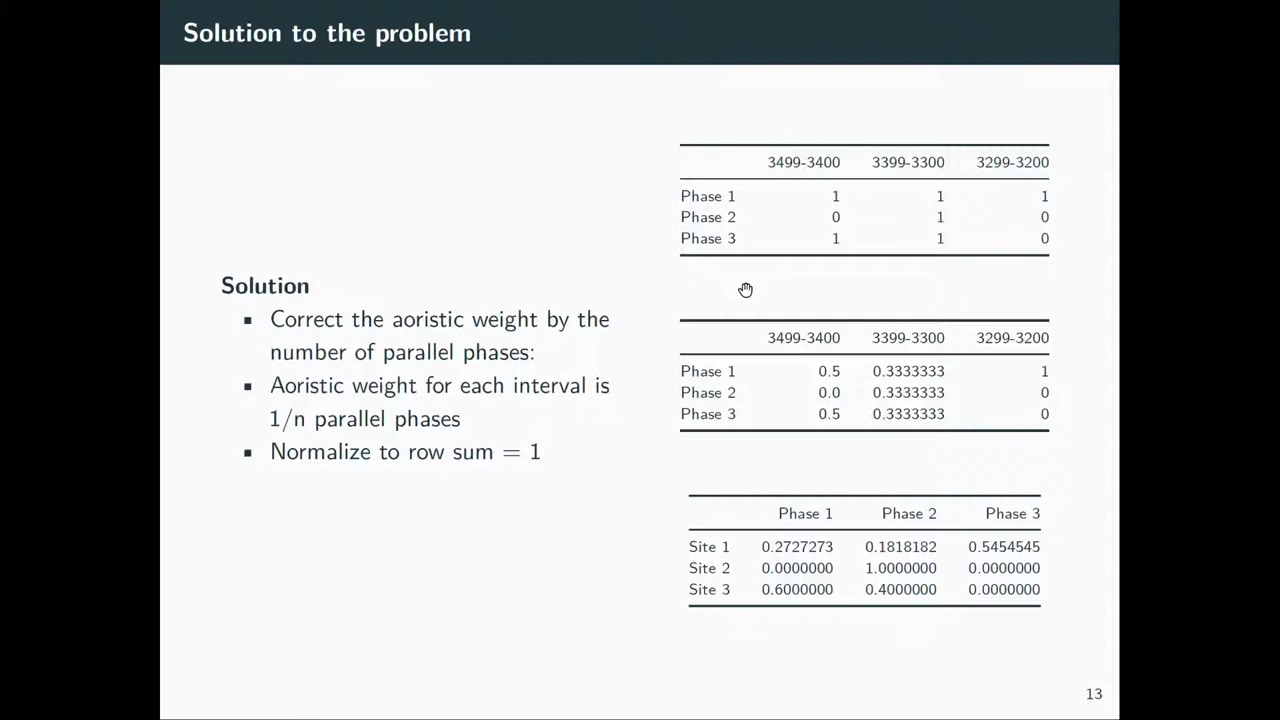 Solution to the problem
Solution
▪ Correct the aoristic weight by the
number of parallel phases:
▪ Aoristic weight for each interval is
1/n parallel phases
▪ Normalize to row sum = 1
3499-3400 3399-3300 3299-3200
Phase 1 1 1 1
Phase 2 0 1 0
Phase 3 1 1 0
3499-3400 3399-3300 3299-3200
Phase 1 0.5 0.3333333 1
Phase 2 0.0 0.3333333 0
Phase 3 0.5 0.3333333 0
Phase 1 Phase 2 Phase 3
Site 1 0.2727273 0.1818182 0.5454545
Site 2 0.0000000 1.0000000 0.0000000
Site 3 0.6000000 0.4000000 0.0000000
13